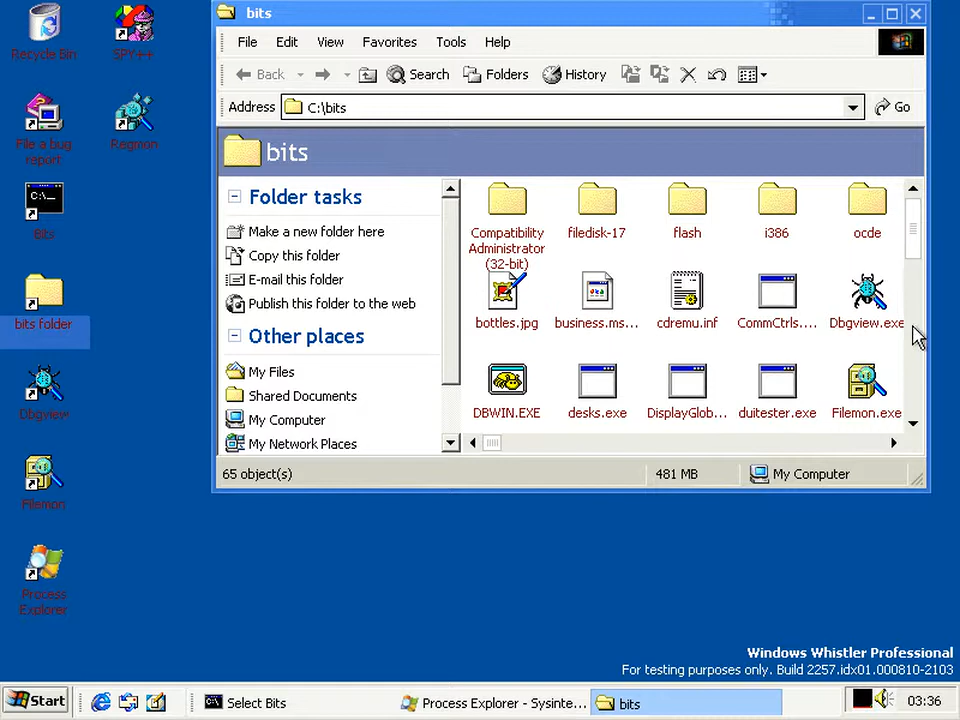 Recycle Bin
SPY++
File a bug
report
Regmon
Bits
bits folder
Dbgview
Filemon
Process
Explorer
bits
File Edit View Favorites Tools Help
Back Search Folders History
Address C:\bits Go
bits
Folder tasks
Make a new folder here
Copy this folder
E-mail this folder
Publish this folder to the web
Other places
My Files
Shared Documents
My Computer
My Network Places
Compatibility
Administrator
(32-bit)
filedisk-17
flash
i386
ocde
bottles.jpg
business.ms...
cdremu.inf
CommCtrls....
Dbgview.exe
DBWIN.EXE
desks.exe
DisplayGlob...
duitester.exe
Filemon.exe
65 object(s) 481 MB My Computer
Windows Whistler Professional
For testing purposes only. Build 2257.idx01.000810-2103
Start Select Bits Process Explorer - Sysinte... bits 03:36
C:\_
C:\